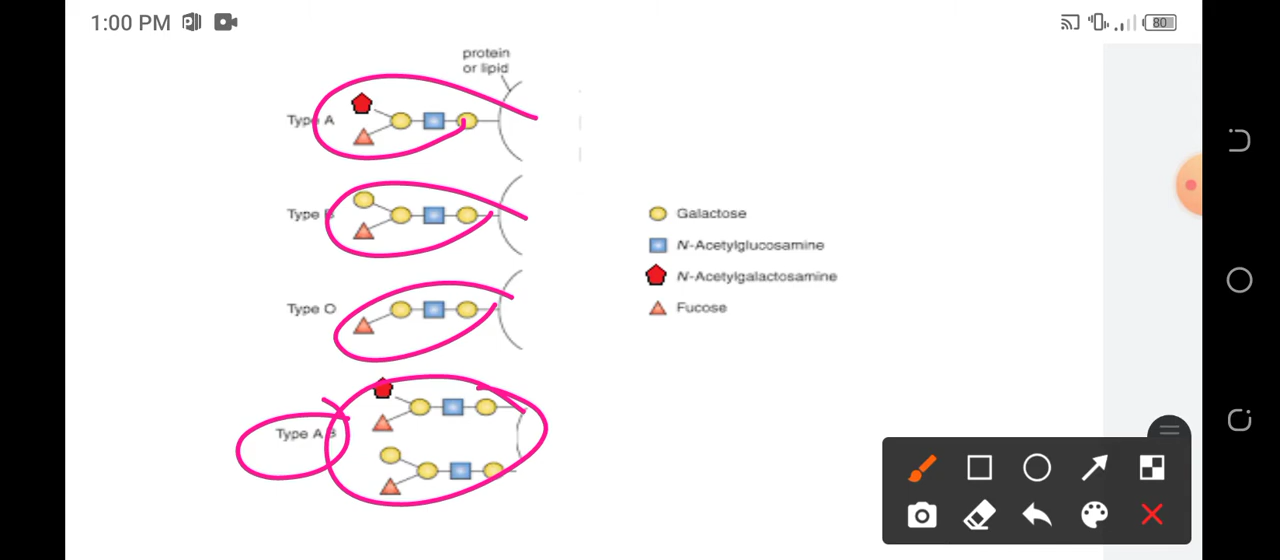 1:00 PM
80
protein
or lipid
Type A
Type B
Galactose
N-Acetylglucosamine
N-Acetylgalactosamine
Type O
Fucose
Type AB